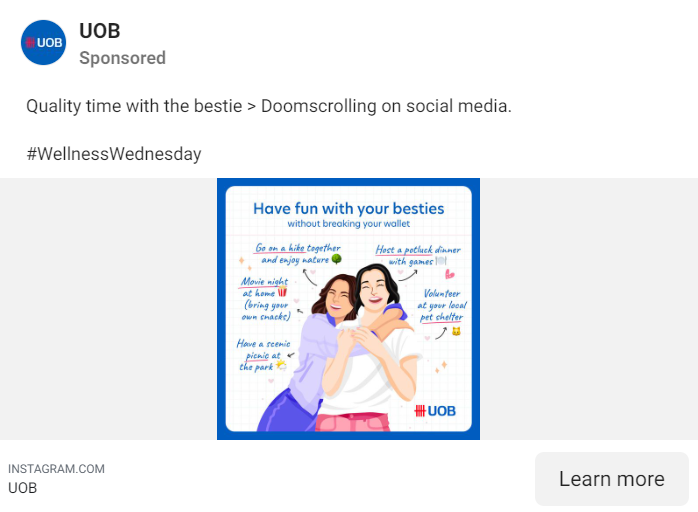 UOB
UOB
Sponsored
Quality time with the bestie > Doomscrolling on social media.
#WellnessWednesday
Have fun with your besties
without breaking your wallet
Go on a hike together
and enjoy nature
Host a potluck dinner
with games
Movie night
at home
(bring your
own snacks)
Volunteer
at your local
pet shelter
Have a scenic
picnic at
the park
UOB
INSTAGRAM.COM
UOB
Learn more